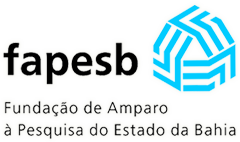 fapesb
Fundação de Amparo
à Pesquisa do Estado da Bahia